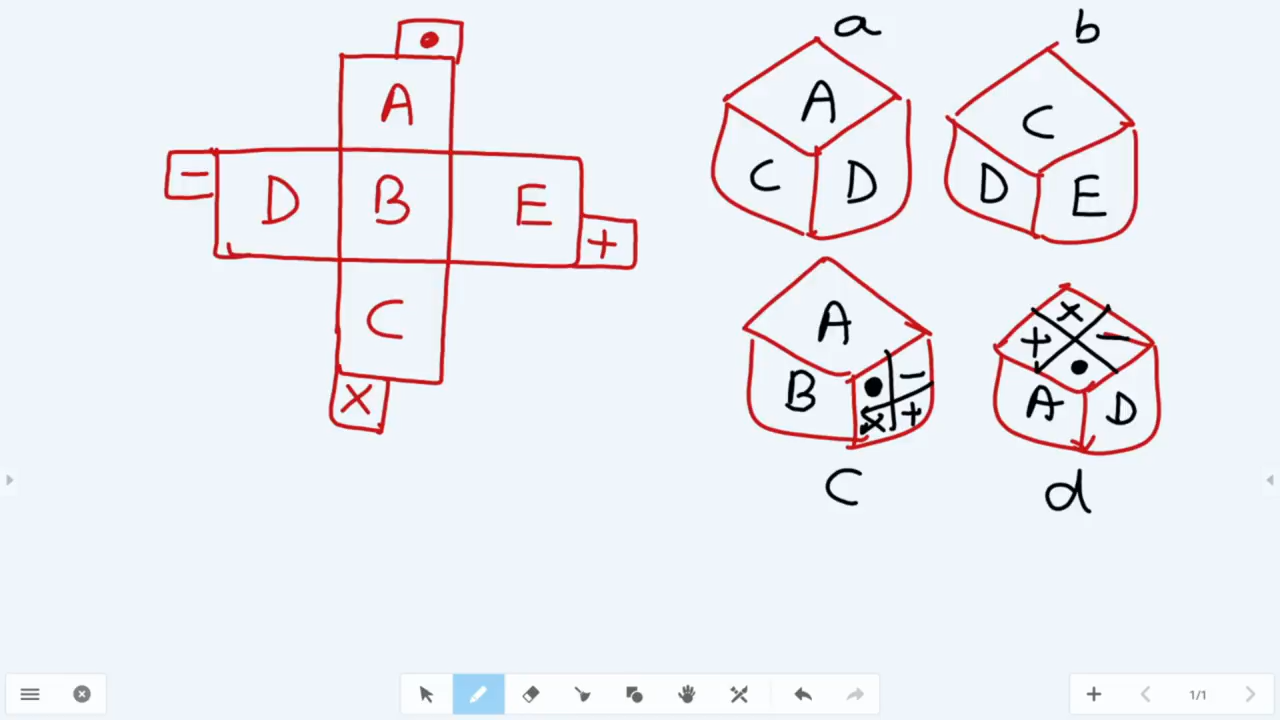 •
A
− D B E +
C
X
a
A
C D
b
C
D E
A
B • −
x +
C
x
+ −
•
A D
d
1/1